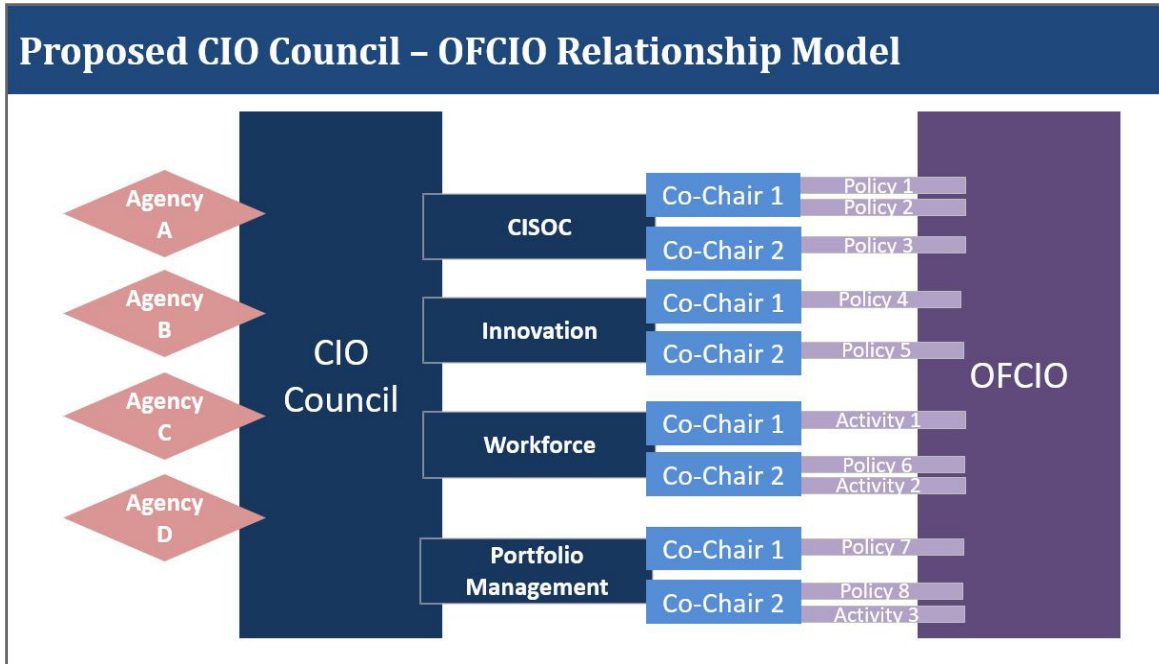 Proposed CIO Council – OFCIO Relationship Model
Agency
A
Agency
B
Agency
C
Agency
D
CIO
Council
CISOC
Innovation
Workforce
Portfolio
Management
Co-Chair 1
Co-Chair 2
Co-Chair 1
Co-Chair 2
Co-Chair 1
Co-Chair 2
Co-Chair 1
Co-Chair 2
Policy 1
Policy 2
Policy 3
Policy 4
Policy 5
Activity 1
Policy 6
Activity 2
Policy 7
Policy 8
Activity 3
OFCIO